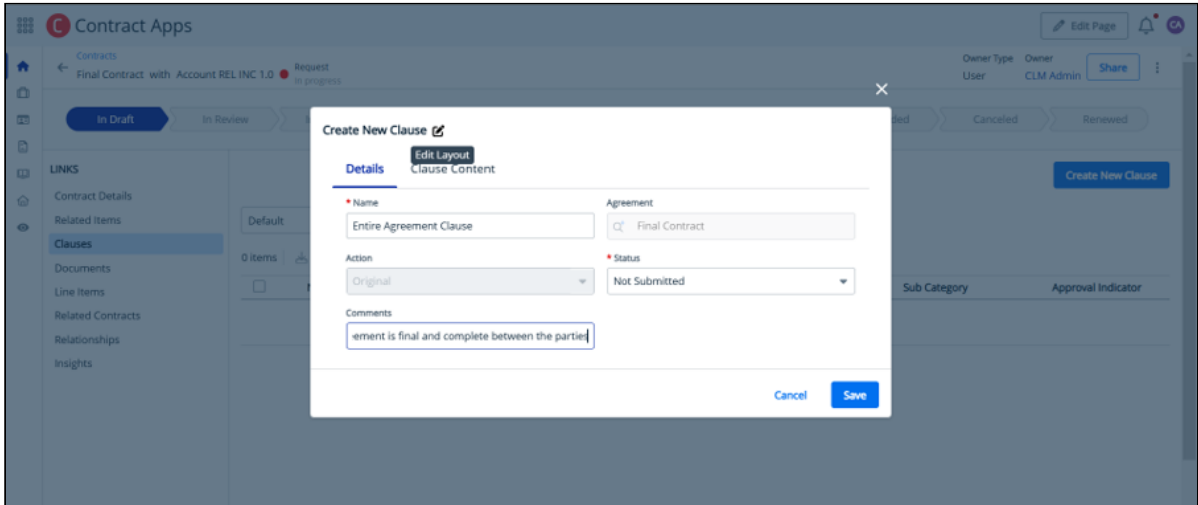 Contract Apps
Edit Page
CA
Contracts
Final Contract with Account REL INC 1.0
Request
In progress
Owner Type
User
Owner
CLM Admin
Share
In Draft
In Review
Canceled
Renewed
LINKS
Contract Details
Related Items
Clauses
Documents
Line Items
Related Contracts
Relationships
Insights
Create New Clause
Default
0 items
Sub Category
Approval Indicator
Create New Clause
Edit Layout
Details
Clause Content
* Name
Entire Agreement Clause
Agreement
Final Contract
Action
Original
* Status
Not Submitted
Comments
ement is final and complete between the parties
Cancel
Save